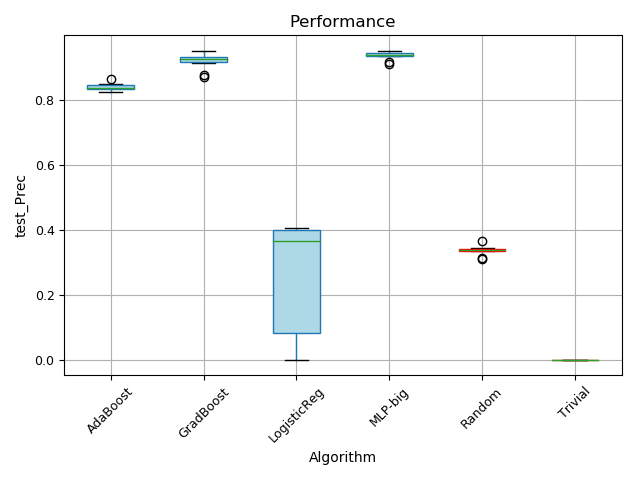 Performance
test_Prec
0.8
0.6
0.4
0.2
0.0
AdaBoost
GradBoost
LogisticReg
MLP-big
Random
Trivial
Algorithm